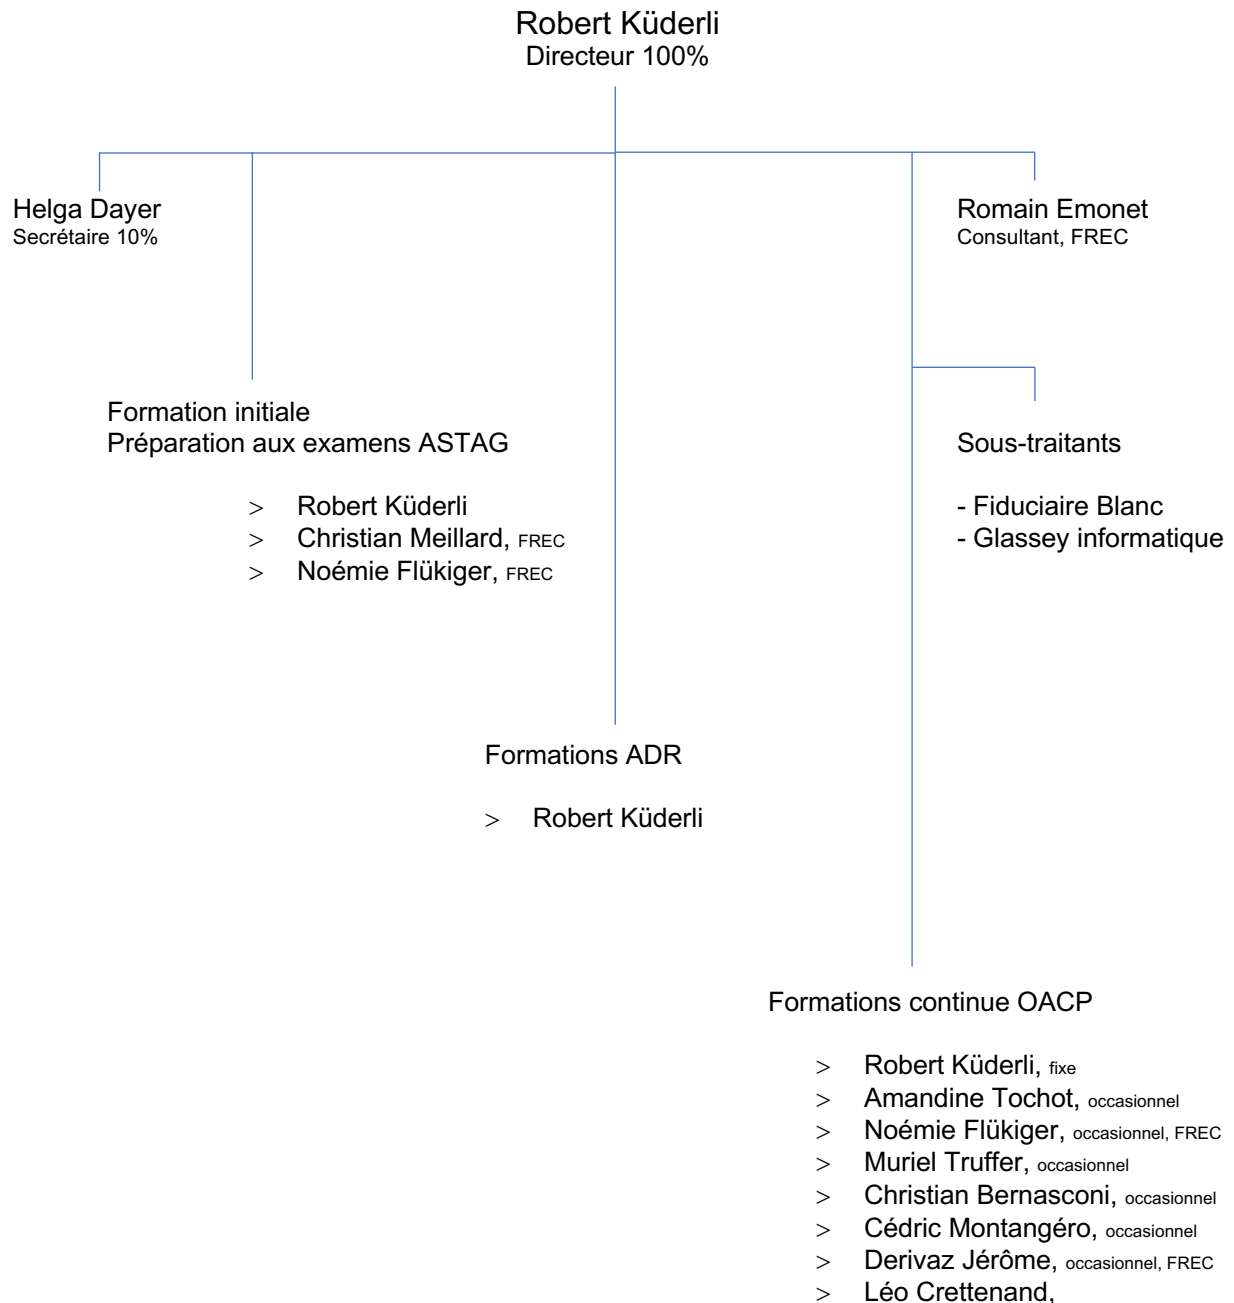 Robert Küderli
Directeur 100%
Helga Dayer
Secrétaire 10%
Romain Emonet
Consultant, FREC
Formation initiale
Préparation aux examens ASTAG
> Robert Küderli
> Christian Meillard, FREC
> Noémie Flükiger, FREC
Sous-traitants
- Fiduciaire Blanc
- Glassey informatique
Formations ADR
> Robert Küderli
Formations continue OACP
> Robert Küderli, fixe
> Amandine Tochot, occasionnel
> Noémie Flükiger, occasionnel, FREC
> Muriel Truffer, occasionnel
> Christian Bernasconi, occasionnel
> Cédric Montangéro, occasionnel
> Derivaz Jérôme, occasionnel, FREC
> Léo Crettenand,